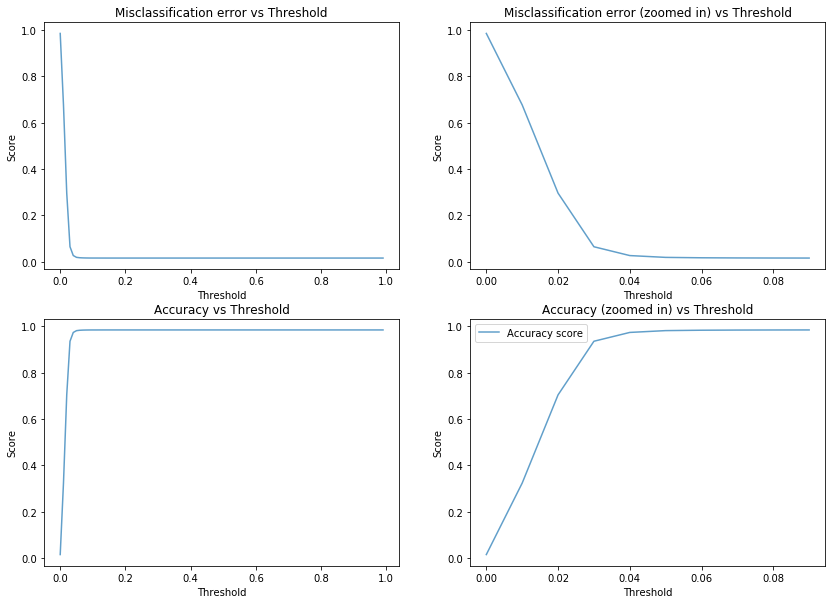 Misclassification error vs Threshold
1.0
0.8
0.6
0.4
0.2
0.0
Score
0.0 0.2 0.4 0.6 0.8 1.0
Threshold
Misclassification error (zoomed in) vs Threshold
1.0
0.8
0.6
0.4
0.2
0.0
Score
0.00 0.02 0.04 0.06 0.08
Threshold
Accuracy vs Threshold
1.0
0.8
0.6
0.4
0.2
0.0
Score
0.0 0.2 0.4 0.6 0.8 1.0
Threshold
Accuracy (zoomed in) vs Threshold
Accuracy score
1.0
0.8
0.6
0.4
0.2
0.0
Score
0.00 0.02 0.04 0.06 0.08
Threshold